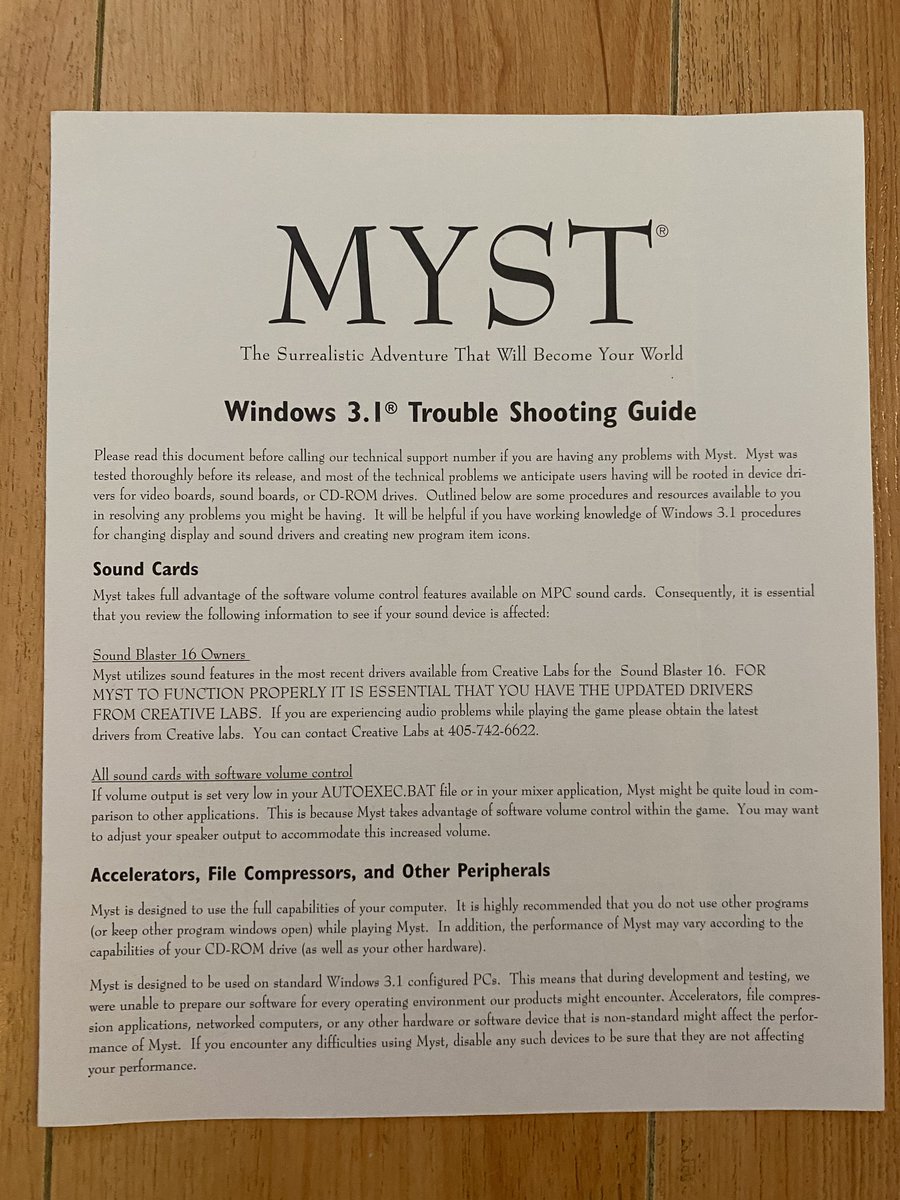 MYST®
The Surrealistic Adventure That Will Become Your World
Windows 3.1® Trouble Shooting Guide
Please read this document before calling our technical support number if you are having any problems with Myst. Myst was
tested thoroughly before its release, and most of the technical problems we anticipate users having will be rooted in device dri-
vers for video boards, sound boards, or CD-ROM drives. Outlined below are some procedures and resources available to you
in resolving any problems you might be having. It will be helpful if you have working knowledge of Windows 3.1 procedures
for changing display and sound drivers and creating new program item icons.
Sound Cards
Myst takes full advantage of the software volume control features available on MPC sound cards. Consequently, it is essential
that you review the following information to see if your sound device is affected:
Sound Blaster 16 Owners
Myst utilizes sound features in the most recent drivers available from Creative Labs for the Sound Blaster 16. FOR
MYST TO FUNCTION PROPERLY IT IS ESSENTIAL THAT YOU HAVE THE UPDATED DRIVERS
FROM CREATIVE LABS. If you are experiencing audio problems while playing the game please obtain the latest
drivers from Creative labs. You can contact Creative Labs at 405-742-6622.
All sound cards with software volume control
If volume output is set very low in your AUTOEXEC.BAT file or in your mixer application, Myst might be quite loud in com-
parison to other applications. This is because Myst takes advantage of software volume control within the game. You may want
to adjust your speaker output to accommodate this increased volume.
Accelerators, File Compressors, and Other Peripherals
Myst is designed to use the full capabilities of your computer. It is highly recommended that you do not use other programs
(or keep other program windows open) while playing Myst. In addition, the performance of Myst may vary according to the
capabilities of your CD-ROM drive (as well as your other hardware).
Myst is designed to be used on standard Windows 3.1 configured PCs. This means that during development and testing, we
were unable to prepare our software for every operating environment our products might encounter. Accelerators, file compres-
sion applications, networked computers, or any other hardware or software device that is non-standard might affect the perfor-
mance of Myst. If you encounter any difficulties using Myst, disable any such devices to be sure that they are not affecting
your performance.